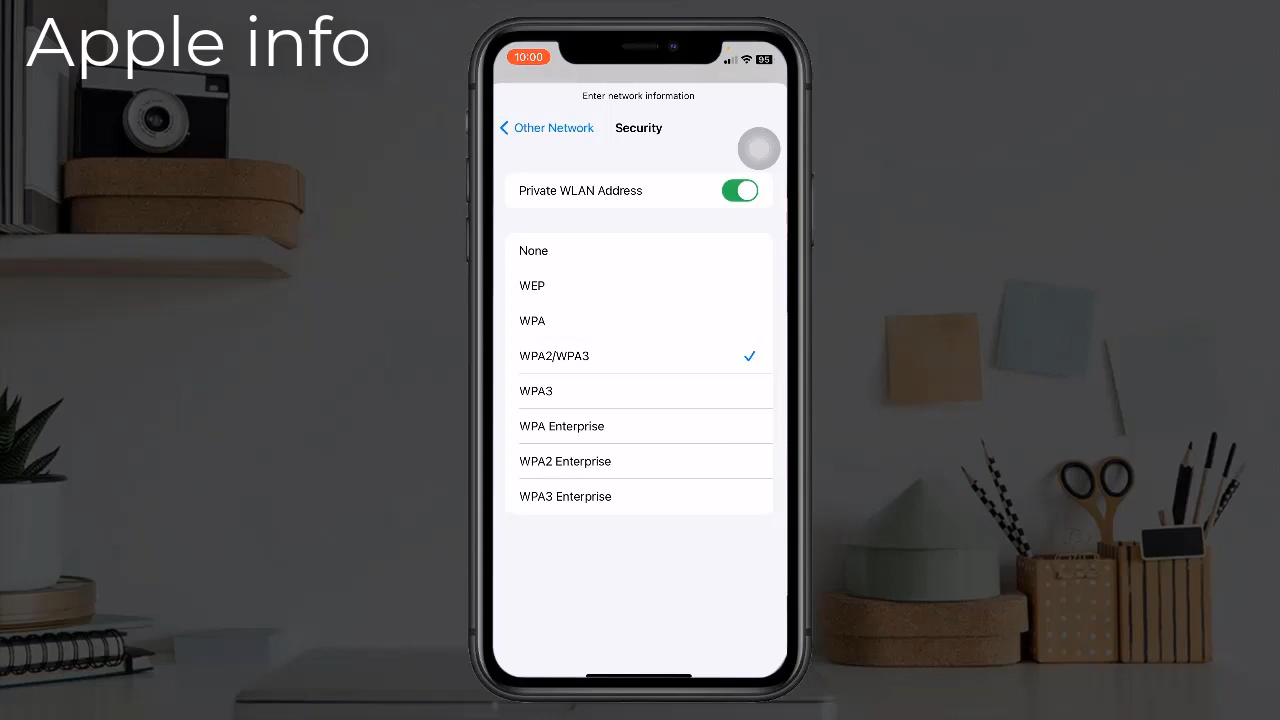 Apple info
10:00
95
Enter network information
Other Network
Security
Private WLAN Address
None
WEP
WPA
WPA2/WPA3
WPA3
WPA Enterprise
WPA2 Enterprise
WPA3 Enterprise